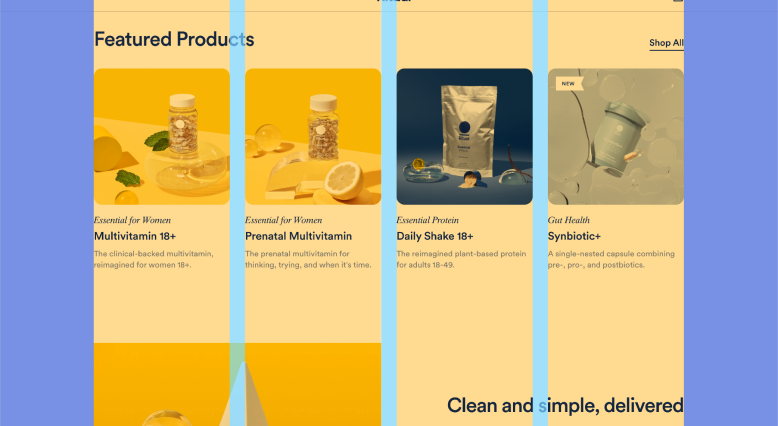 Featured Products
Shop All
NEW
Essential for Women
Multivitamin 18+
The clinical-backed multivitamin,
reimagined for women 18+.
Essential for Women
Prenatal Multivitamin
The prenatal multivitamin for
thinking, trying, and when it's time.
Essential Protein
Daily Shake 18+
The reimagined plant-based protein
for adults 18-49.
Gut Health
Synbiotic+
A single-nested capsule combining
pre-, pro-, and postbiotics.
Clean and simple, delivered